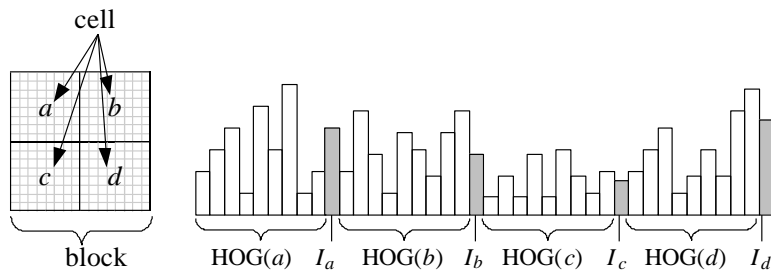 cell
a b
c d
block
HOG(a) I_a HOG(b) I_b HOG(c) I_c HOG(d) I_d